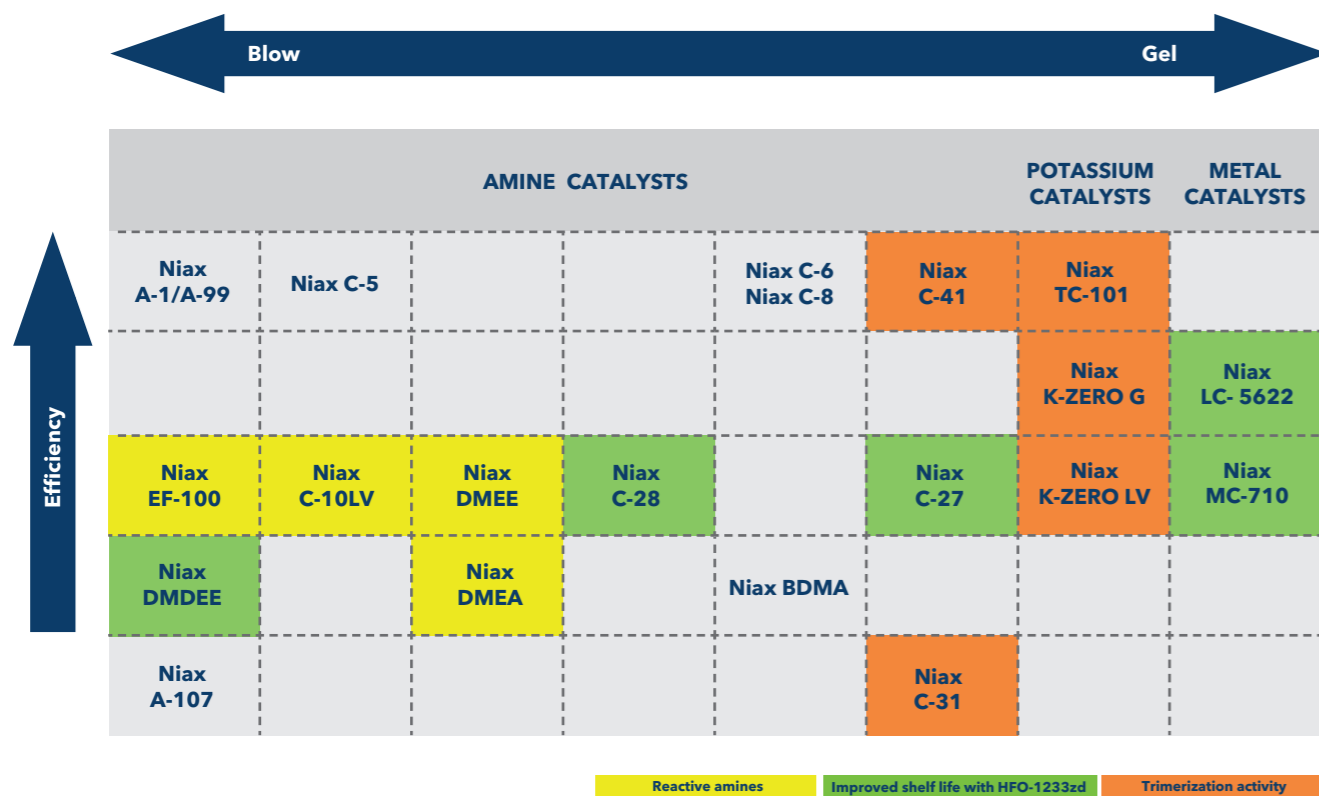 Blow
Gel
AMINE CATALYSTS
POTASSIUM
CATALYSTS
METAL
CATALYSTS
Efficiency
Niax
A-1/A-99
Niax C-5
Niax C-6
Niax C-8
Niax
C-41
Niax
TC-101
Niax
K-ZERO G
Niax
LC- 5622
Niax
EF-100
Niax
C-10LV
Niax
DMEE
Niax
C-28
Niax
C-27
Niax
K-ZERO LV
Niax
MC-710
Niax
DMDEE
Niax
DMEA
Niax BDMA
Niax
A-107
Niax
C-31
Reactive amines
Improved shelf life with HFO-1233zd
Trimerization activity